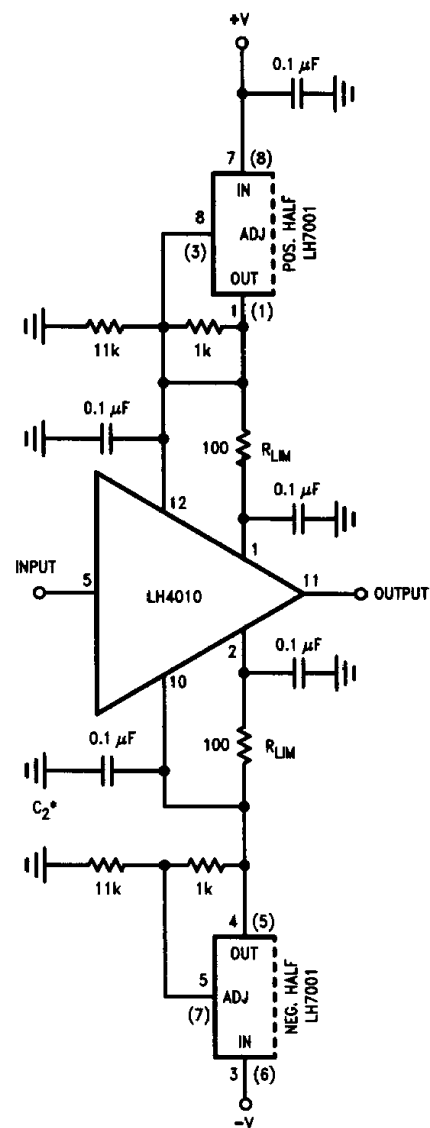 +V
0.1 μF
7 (8)
IN
8
ADJ
(3)
OUT
POS. HALF
LH7001
1 (1)
11k
1k
0.1 μF
100 R_LIM
12
0.1 μF
1
INPUT
5
LH4010
11
OUTPUT
2
0.1 μF
10
0.1 μF
100 R_LIM
C₂*
11k
1k
4 (5)
OUT
5
ADJ
(7)
IN
NEG. HALF
LH7001
3 (6)
-V